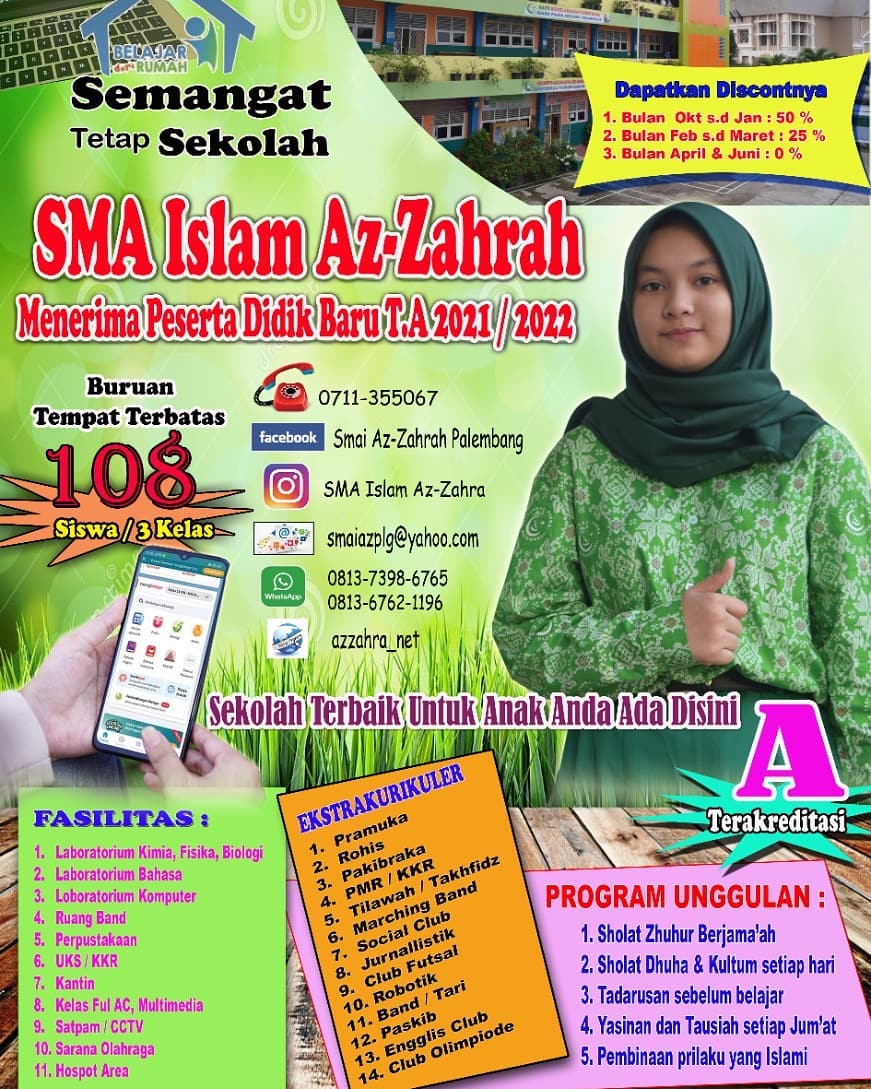 BELAJAR
dari RUMAH
Semangat
Tetap Sekolah
Dapatkan Discontnya
1. Bulan Okt s.d Jan : 50 %
2. Bulan Feb s.d Maret : 25 %
3. Bulan April & Juni : 0 %
SMA Islam Az-Zahrah
Menerima Peserta Didik Baru T.A 2021 / 2022
Buruan
Tempat Terbatas
108
Siswa / 3 Kelas
0711-355067
facebook Smai Az-Zahrah Palembang
SMA Islam Az-Zahra
smaiazplg@yahoo.com
WhatsApp
0813-7398-6765
0813-6762-1196
azzahra_net
Sekolah Terbaik Untuk Anak Anda Ada Disini
A
Terakreditasi
FASILITAS :
1. Laboratorium Kimia, Fisika, Biologi
2. Laboratorium Bahasa
3. Loboratorium Komputer
4. Ruang Band
5. Perpustakaan
6. UKS / KKR
7. Kantin
8. Kelas Ful AC, Multimedia
9. Satpam / CCTV
10. Sarana Olahraga
11. Hospot Area
EKSTRAKURIKULER
1. Pramuka
2. Rohis
3. Pakibraka
4. PMR / KKR
5. Tilawah / Takhfidz
6. Marching Band
7. Social Club
8. Jurnallistik
9. Club Futsal
10. Robotik
11. Band / Tari
12. Paskib
13. Engglis Club
14. Club Olimpiode
PROGRAM UNGGULAN :
1. Sholat Zhuhur Berjama'ah
2. Sholat Dhuha & Kultum setiap hari
3. Tadarusan sebelum belajar
4. Yasinan dan Tausiah setiap Jum'at
5. Pembinaan prilaku yang Islami